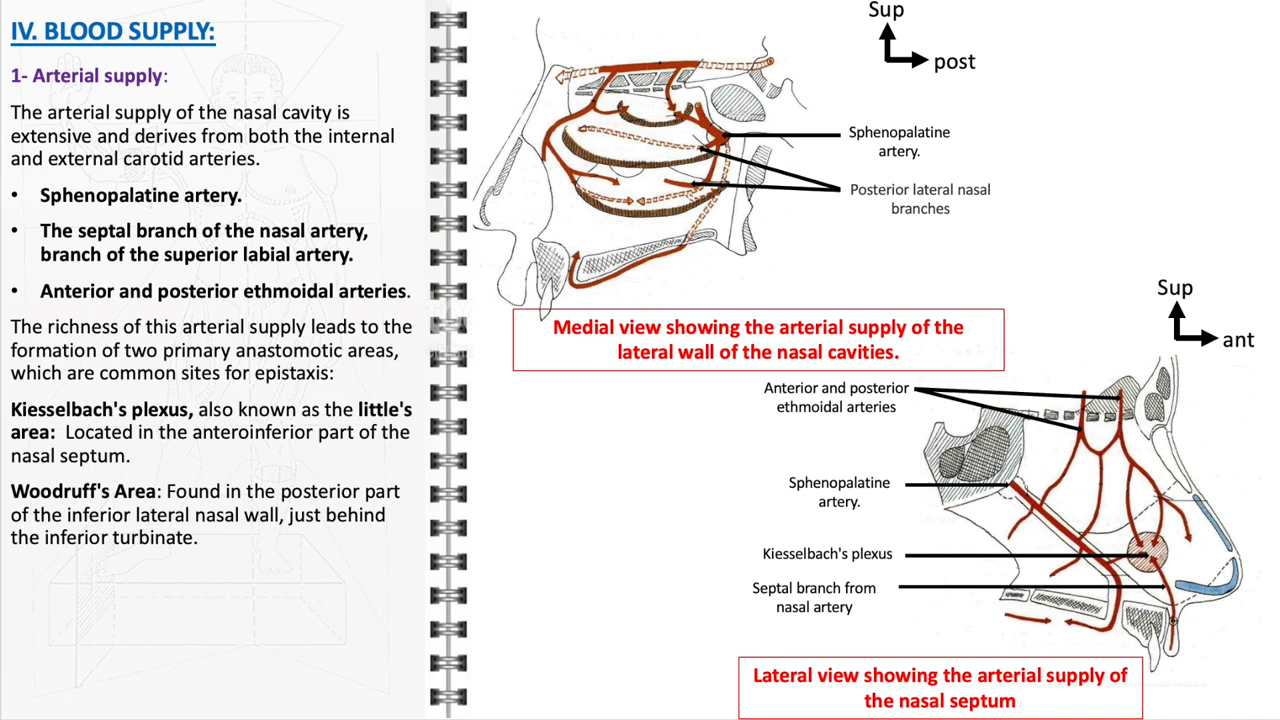 IV. BLOOD SUPPLY:
1- Arterial supply:
The arterial supply of the nasal cavity is
extensive and derives from both the internal
and external carotid arteries.
• Sphenopalatine artery.
The septal branch of the nasal artery,
branch of the superior labial artery.
• Anterior and posterior ethmoidal arteries.
The richness of this arterial supply leads to the
formation of two primary anastomotic areas,
which are common sites for epistaxis:
Kiesselbach's plexus, also known as the little's
area: Located in the anteroinferior part of the
nasal septum.
Woodruff's Area: Found in the posterior part
of the inferior lateral nasal wall, just behind
the inferior turbinate.
Sup
post
Sphenopalatine
artery.
Posterior lateral nasal
branches
Medial view showing the arterial supply of the
lateral wall of the nasal cavities.
Sup
ant
Anterior and posterior
ethmoidal arteries
Sphenopalatine
artery.
Kiesselbach's plexus
Septal branch from
nasal artery
Lateral view showing the arterial supply of
the nasal septum